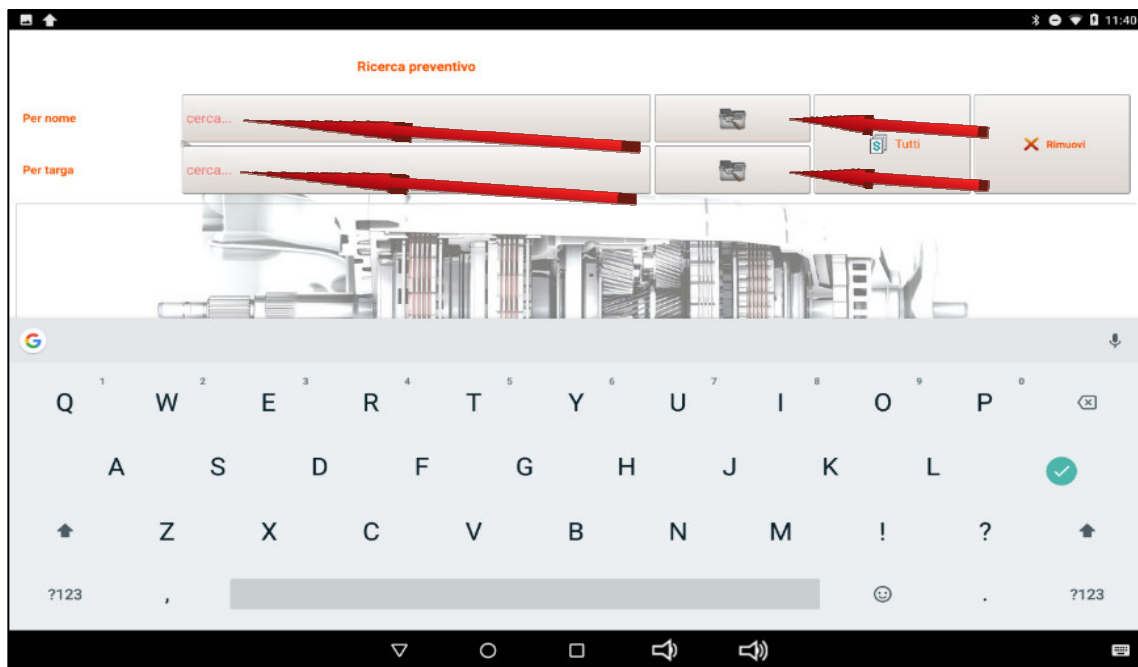 11:40
Ricerca preventivo
Per nome cerca...
Tutti Rimuovi
Per targa cerca...
G
1 2 3 4 5 6 7 8 9 0
Q W E R T Y U I O P
A S D F G H J K L
Z X C V B N M ! ?
?123 , . ?123